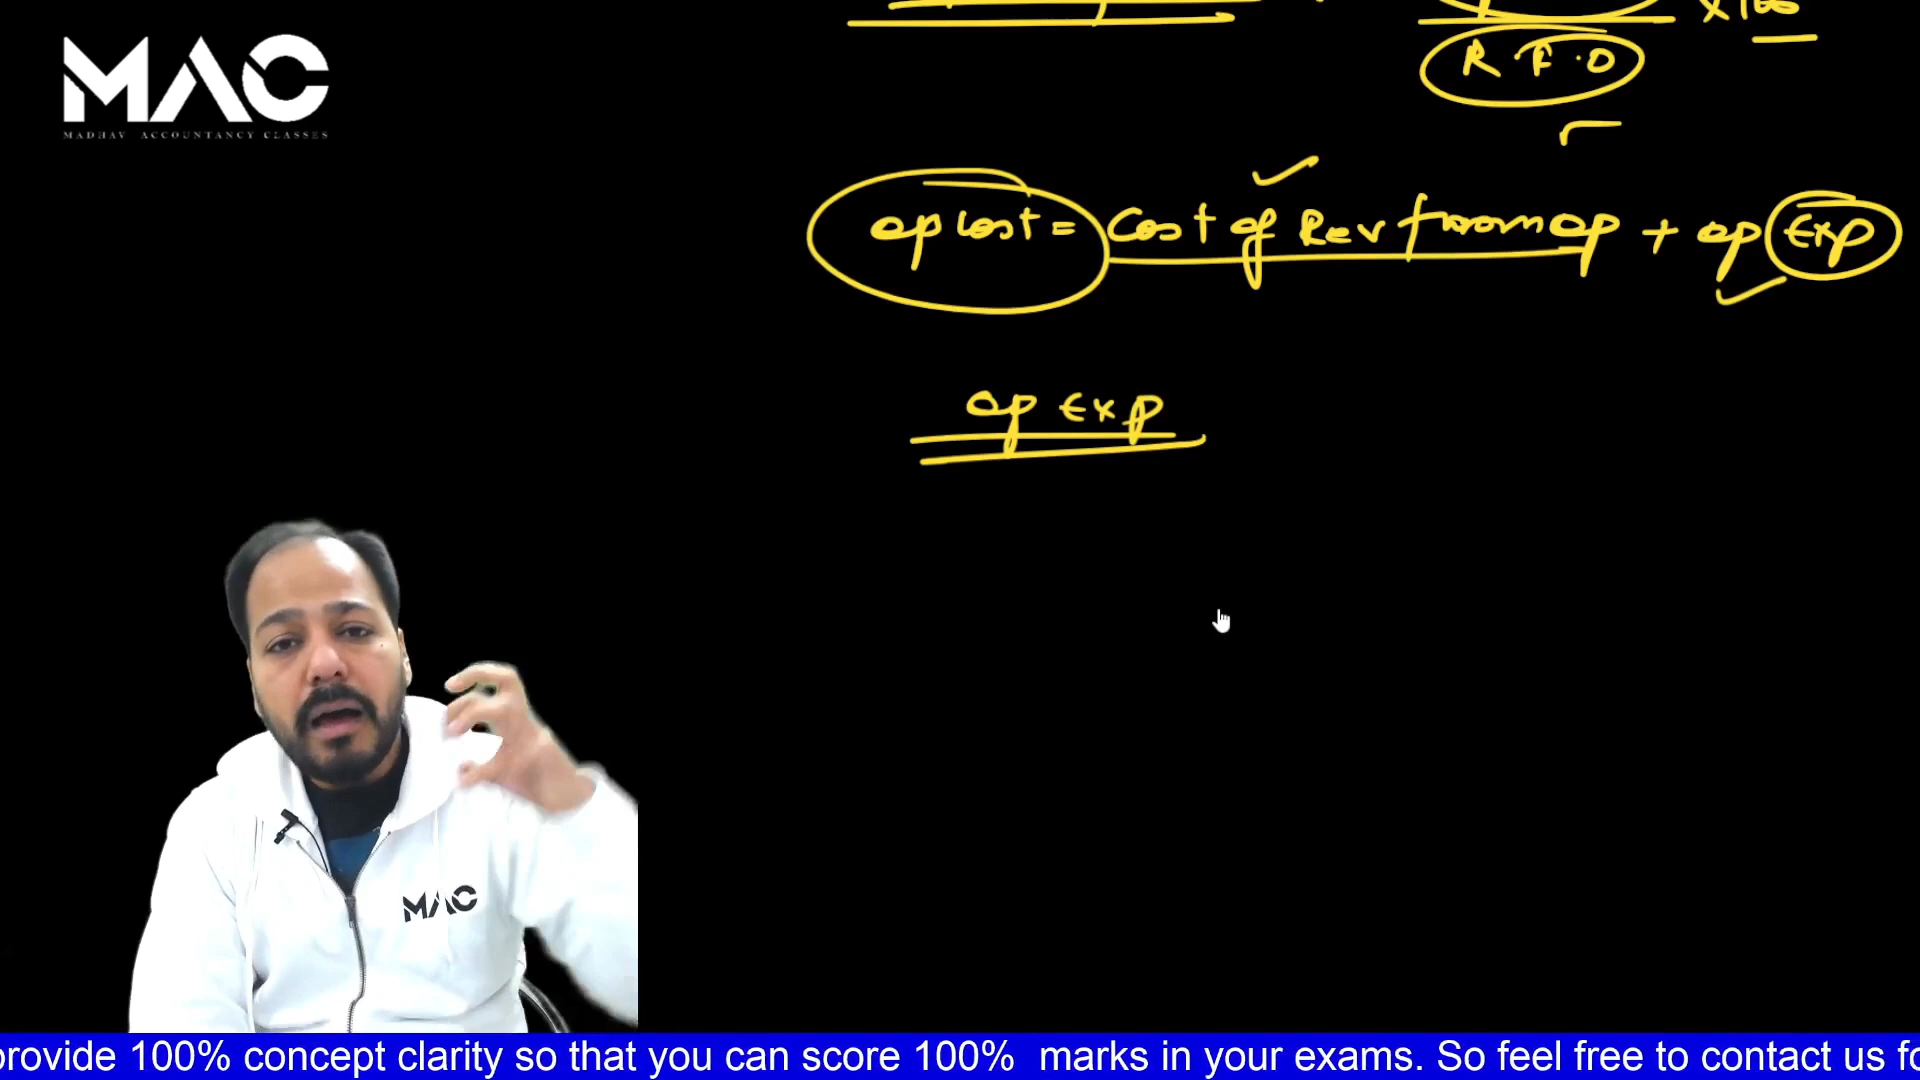 MAC
MADHAV ACCOUNTANCY CLASSES
x 100
R.F.O
op cost = Cost of Rev from op + op Exp
op Exp
MAC
provide 100% concept clarity so that you can score 100% marks in your exams. So feel free to contact us fo